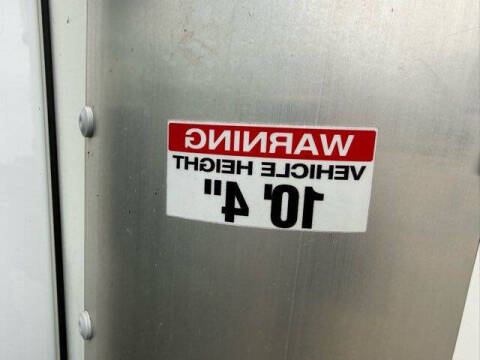 WARNING
VEHICLE HEIGHT
10' 4"